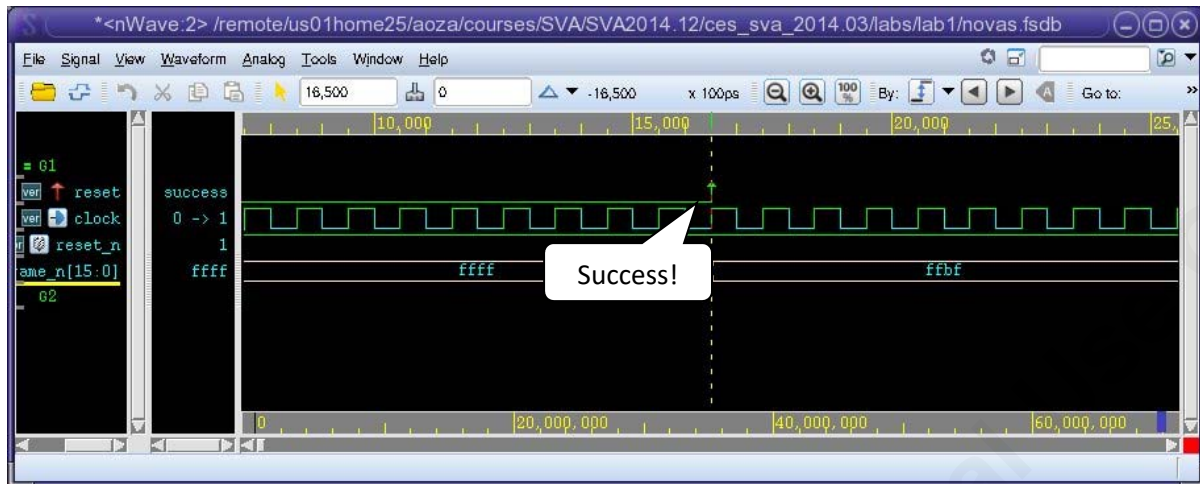 *<nWave:2> /remote/us01home25/aoza/courses/SVA/SVA2014.12/ces_sva_2014.03/labs/lab1/novas.fsdb
File Signal View Waveform Analog Tools Window Help
16,500 0 -16,500 x 100ps 100% By: Go to: »
10,000 15,000 20,000 25,
= G1
ver reset success
ver clock 0 -> 1
r reset_n 1
ame_n[15:0] ffff ffff ffbf
Success!
G2
0 20,000,000 40,000,000 60,000,000